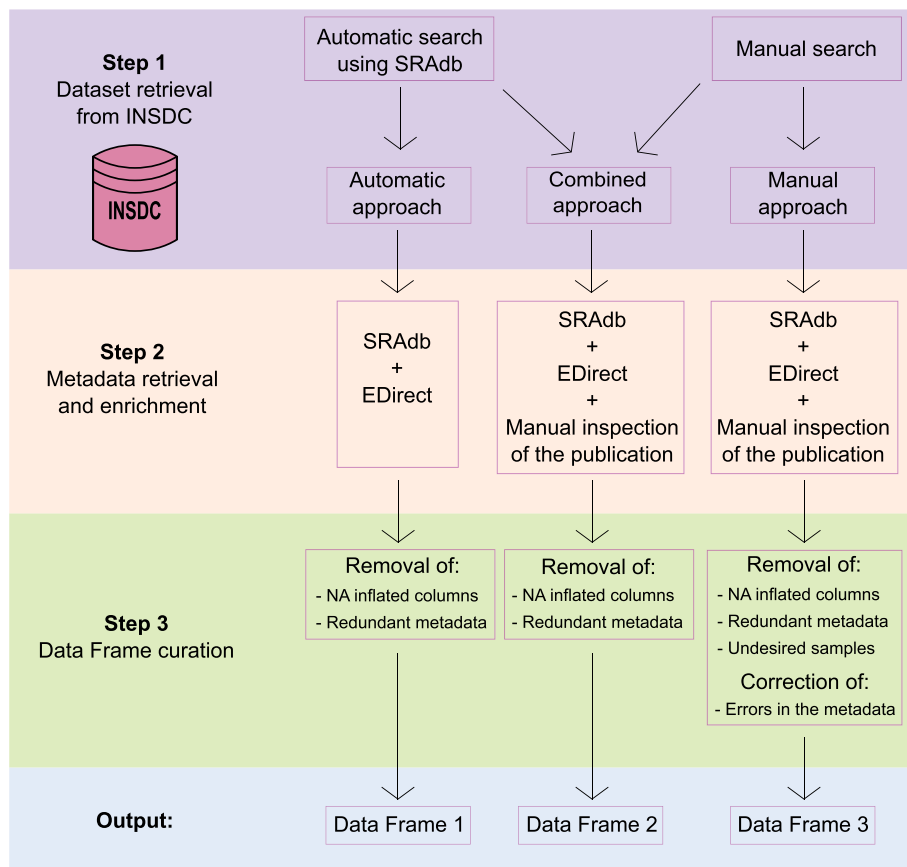 Step 1
Dataset retrieval
from INSDC
INSDC
Automatic search
using SRAdb
Manual search
Automatic
approach
Combined
approach
Manual
approach
Step 2
Metadata retrieval
and enrichment
SRAdb
+
EDirect
SRAdb
+
EDirect
+
Manual inspection
of the publication
SRAdb
+
EDirect
+
Manual inspection
of the publication
Step 3
Data Frame curation
Removal of:
- NA inflated columns
- Redundant metadata
Removal of:
- NA inflated columns
- Redundant metadata
Removal of:
- NA inflated columns
- Redundant metadata
- Undesired samples
Correction of:
- Errors in the metadata
Output:
Data Frame 1
Data Frame 2
Data Frame 3